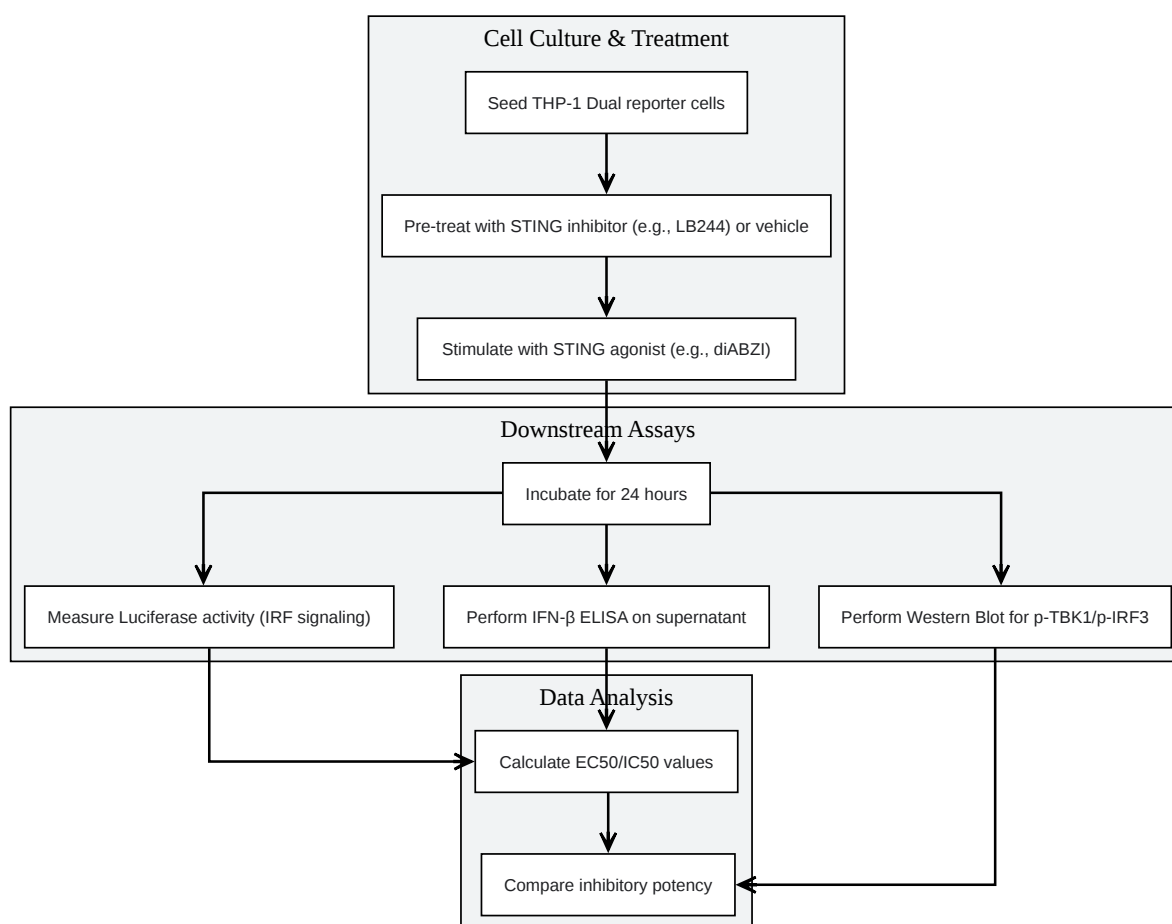 Cell Culture & Treatment
Seed THP-1 Dual reporter cells
Pre-treat with STING inhibitor (e.g., LB244) or vehicle
Stimulate with STING agonist (e.g., diABZI)
Downstream Assays
Incubate for 24 hours
Measure Luciferase activity (IRF signaling)
Perform IFN-β ELISA on supernatant
Perform Western Blot for p-TBK1/p-IRF3
Data Analysis
Calculate EC50/IC50 values
Compare inhibitory potency